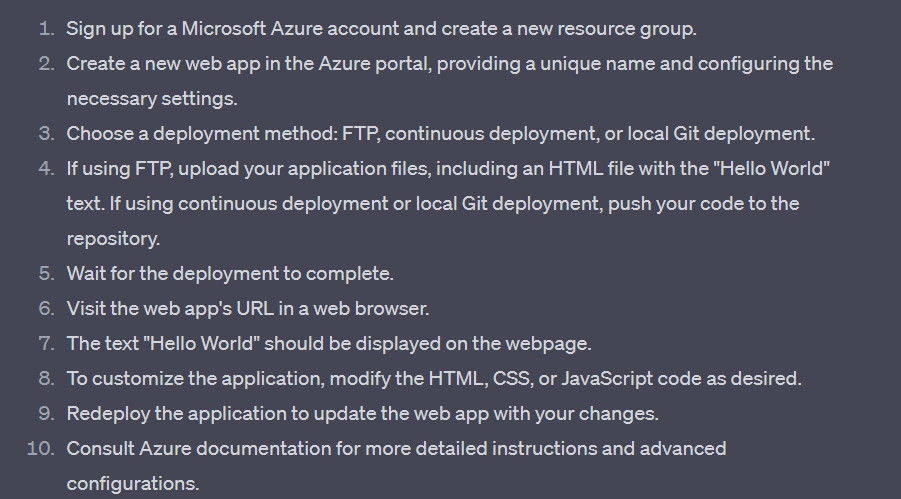 1. Sign up for a Microsoft Azure account and create a new resource group.
2. Create a new web app in the Azure portal, providing a unique name and configuring the
necessary settings.
3. Choose a deployment method: FTP, continuous deployment, or local Git deployment.
4. If using FTP, upload your application files, including an HTML file with the "Hello World"
text. If using continuous deployment or local Git deployment, push your code to the
repository.
5. Wait for the deployment to complete.
6. Visit the web app's URL in a web browser.
7. The text "Hello World" should be displayed on the webpage.
8. To customize the application, modify the HTML, CSS, or JavaScript code as desired.
9. Redeploy the application to update the web app with your changes.
10. Consult Azure documentation for more detailed instructions and advanced
configurations.